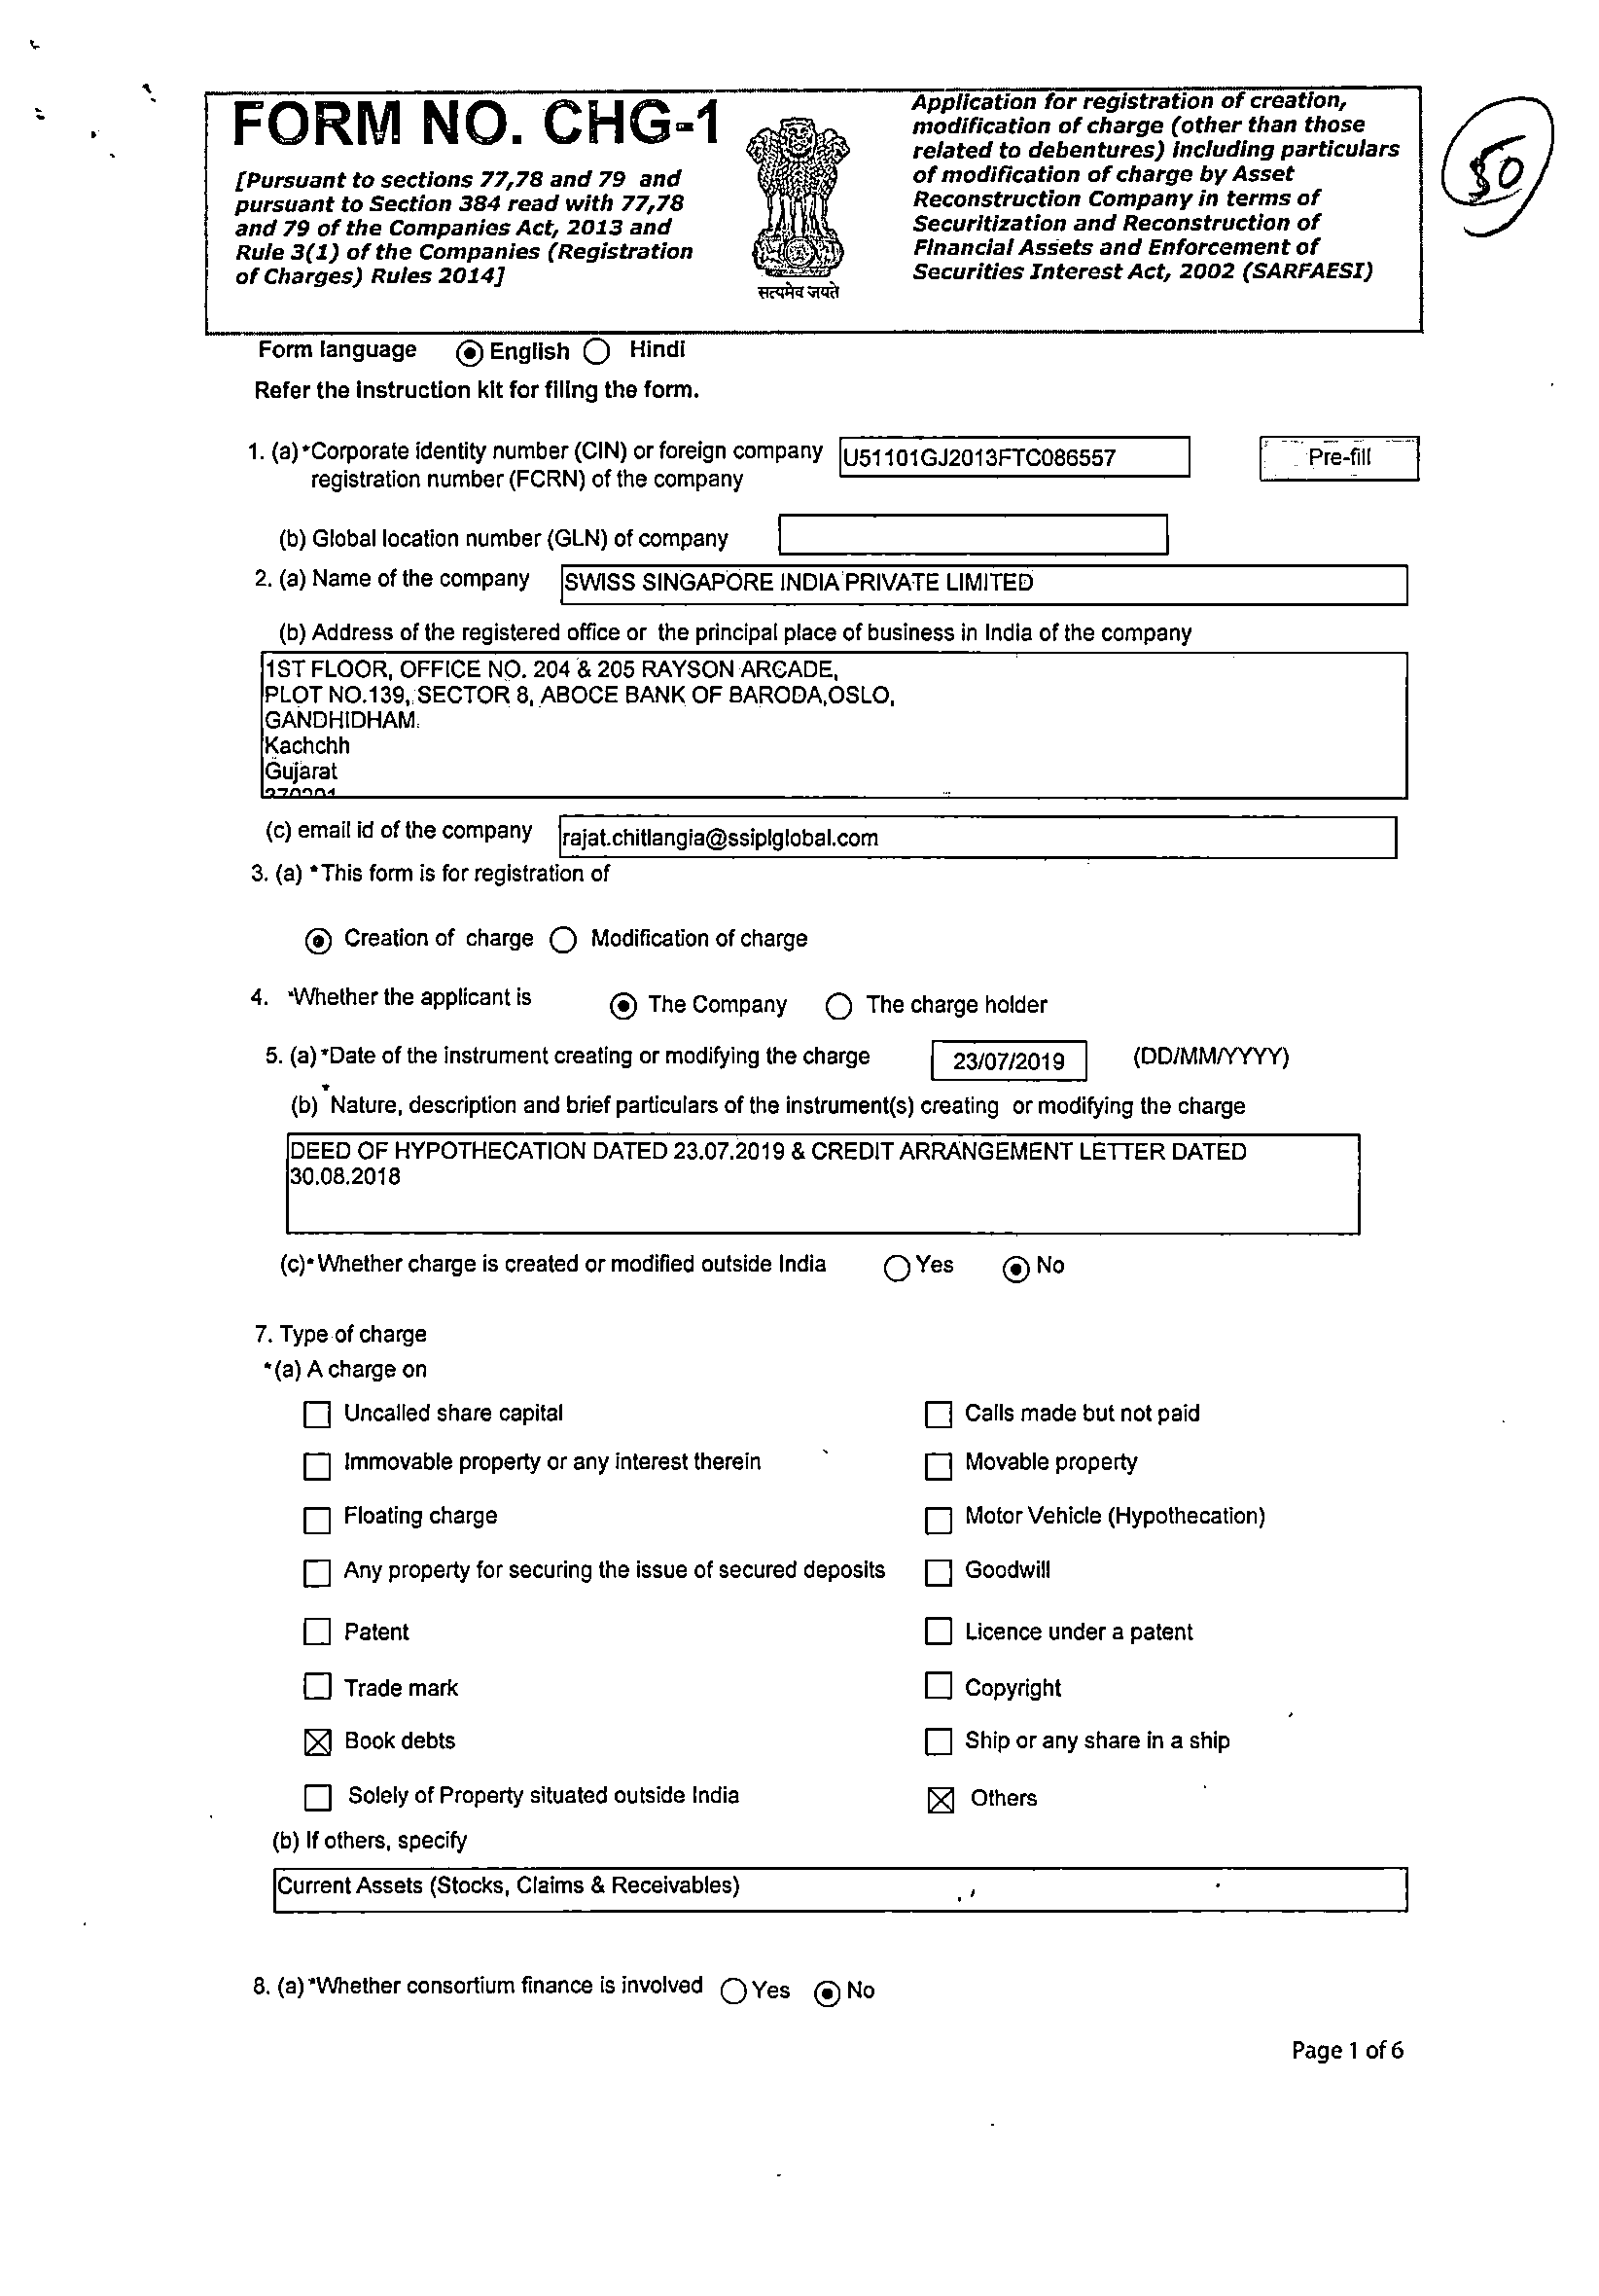 FORM NO. CHG-1
[Pursuant to sections 77,78 and 79 and
pursuant to Section 384 read with 77,78
and 79 of the Companies Act, 2013 and
Rule 3(1) of the Companies (Registration
of Charges) Rules 2014]
सत्यमेव जयते
Application for registration of creation,
modification of charge (other than those
related to debentures) including particulars
of modification of charge by Asset
Reconstruction Company in terms of
Securitization and Reconstruction of
Financial Assets and Enforcement of
Securities Interest Act, 2002 (SARFAESI)
Form language English Hindi
Refer the instruction kit for filing the form.
1. (a)*Corporate identity number (CIN) or foreign company U51101GJ2013FTC086557 Pre-fill
registration number (FCRN) of the company
(b) Global location number (GLN) of company
2. (a) Name of the company SWISS SINGAPORE INDIA PRIVATE LIMITED
(b) Address of the registered office or the principal place of business in India of the company
1ST FLOOR, OFFICE NO. 204 & 205 RAYSON ARCADE,
PLOT NO.139, SECTOR 8, ABOCE BANK OF BARODA,OSLO,
GANDHIDHAM.
Kachchh
Gujarat
370201
(c) email id of the company rajat.chitlangia@ssiplglobal.com
3. (a) *This form is for registration of
Creation of charge Modification of charge
4. *Whether the applicant is The Company The charge holder
5. (a)*Date of the instrument creating or modifying the charge 23/07/2019 (DD/MM/YYYY)
(b) *Nature, description and brief particulars of the instrument(s) creating or modifying the charge
DEED OF HYPOTHECATION DATED 23.07.2019 & CREDIT ARRANGEMENT LETTER DATED
30.08.2018
(c)*Whether charge is created or modified outside India Yes No
7. Type of charge
*(a) A charge on
Uncalled share capital Calls made but not paid
Immovable property or any interest therein Movable property
Floating charge Motor Vehicle (Hypothecation)
Any property for securing the issue of secured deposits Goodwill
Patent Licence under a patent
Trade mark Copyright
Book debts Ship or any share in a ship
Solely of Property situated outside India Others
(b) If others, specify
Current Assets (Stocks, Claims & Receivables)
8. (a)*Whether consortium finance is involved Yes No
Page 1 of 6